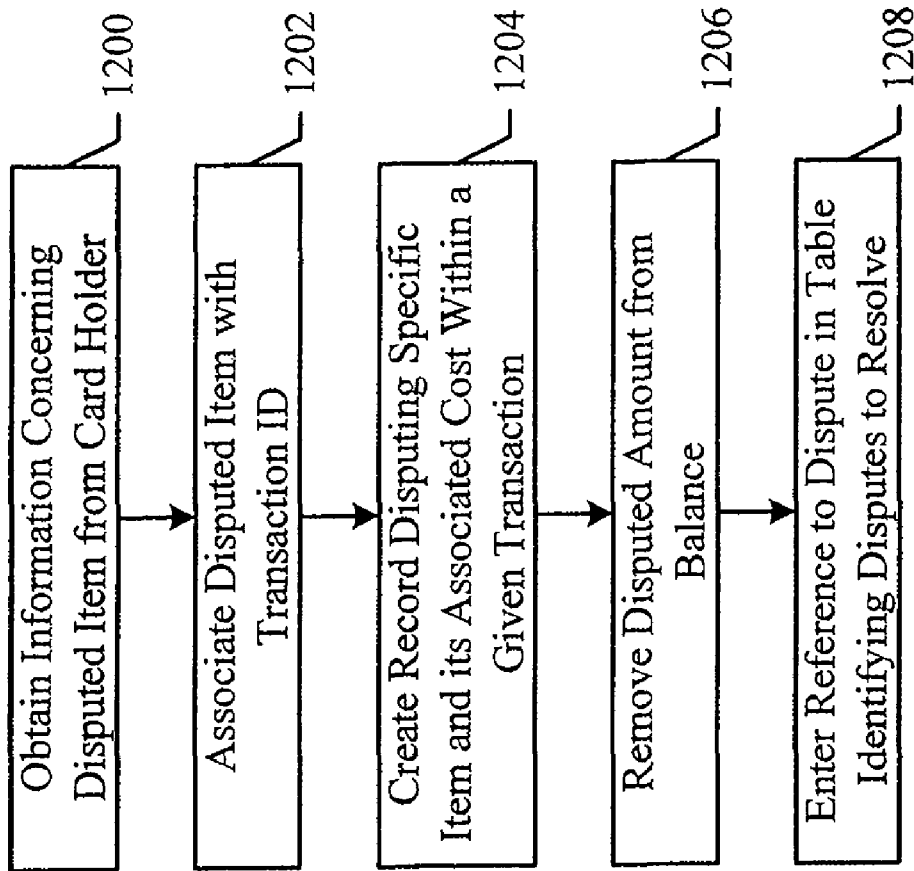 Obtain Information Concerning
Disputed Item from Card Holder
1200
Associate Disputed Item with
Transaction ID
1202
Create Record Disputing Specific
Item and its Associated Cost Within a
Given Transaction
1204
Remove Disputed Amount from
Balance
1206
Enter Reference to Dispute in Table
Identifying Disputes to Resolve
1208